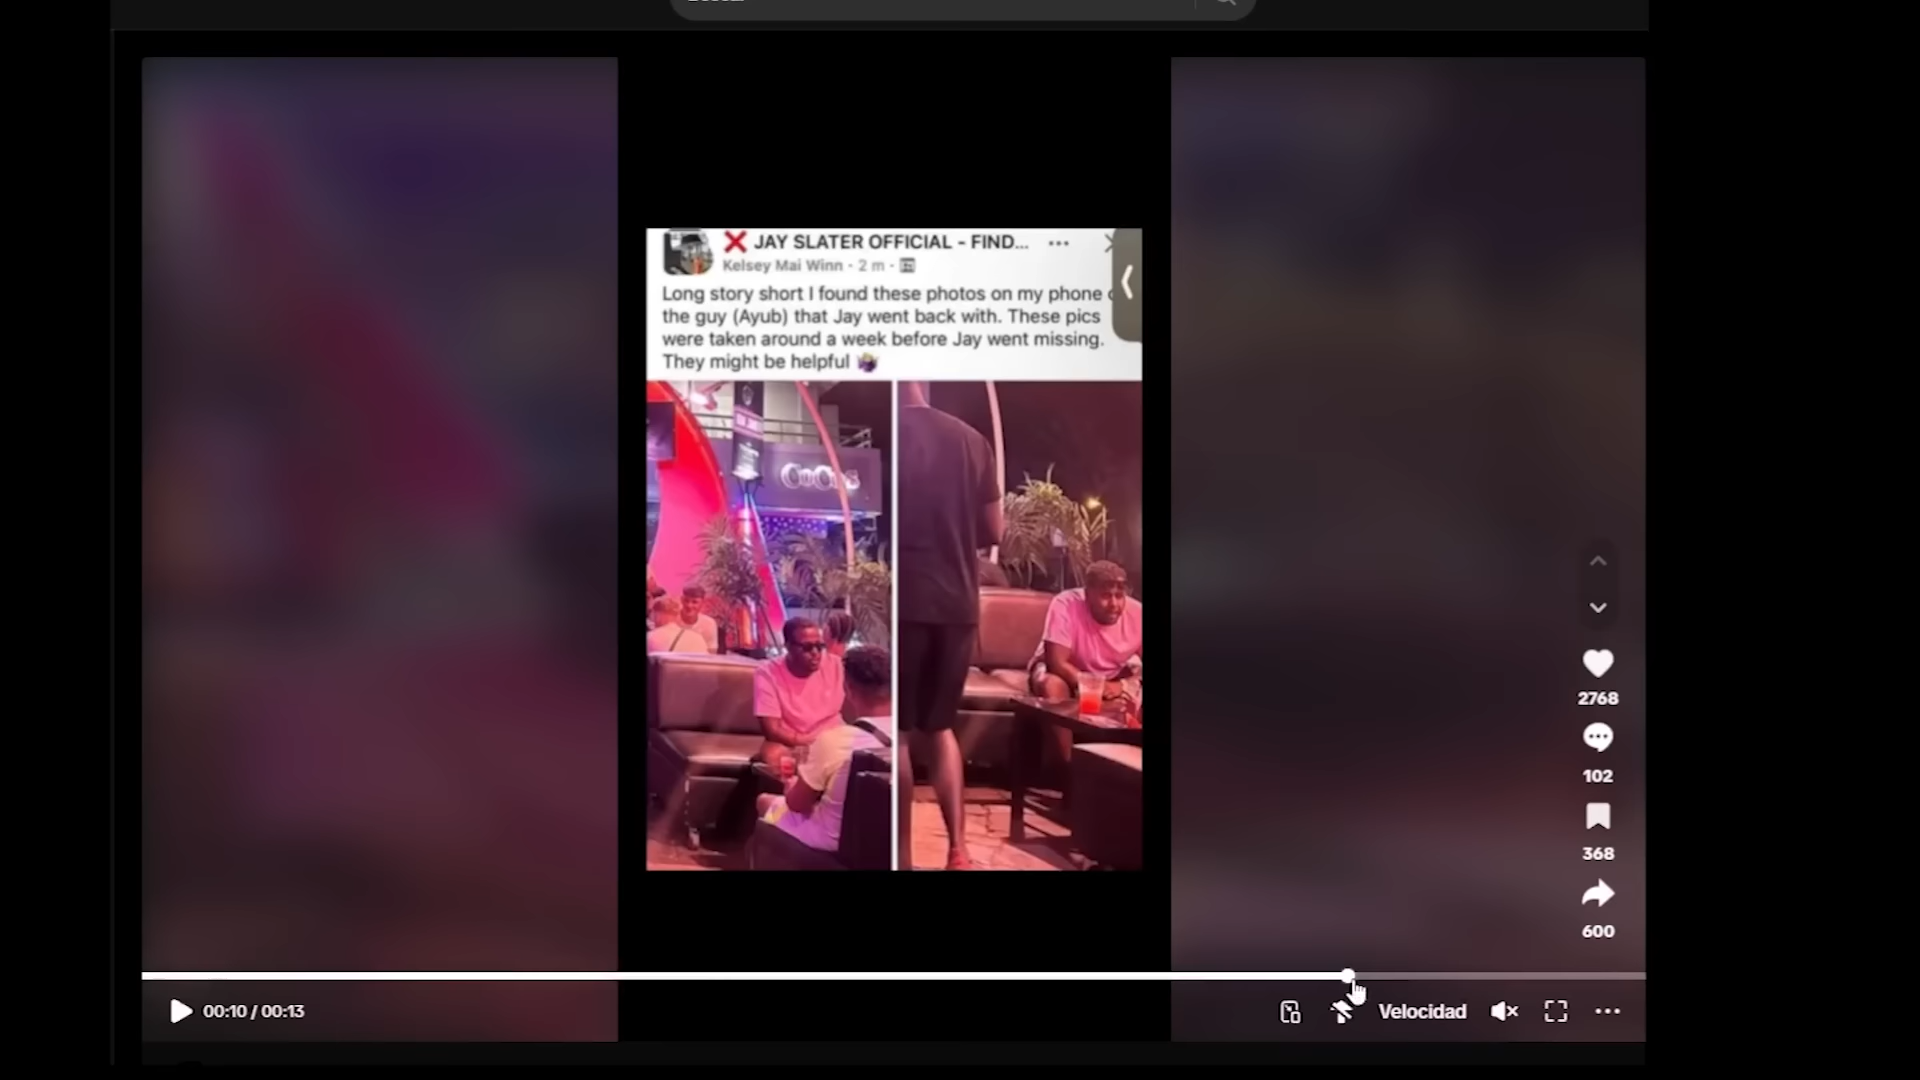 JAY SLATER OFFICIAL - FIND...
Kelsey Mai Winn · 2 m ·
Long story short I found these photos on my phone
the guy (Ayub) that Jay went back with. These pics
were taken around a week before Jay went missing.
They might be helpful
CoCos
2768
102
368
600
00:10 / 00:13
Velocidad